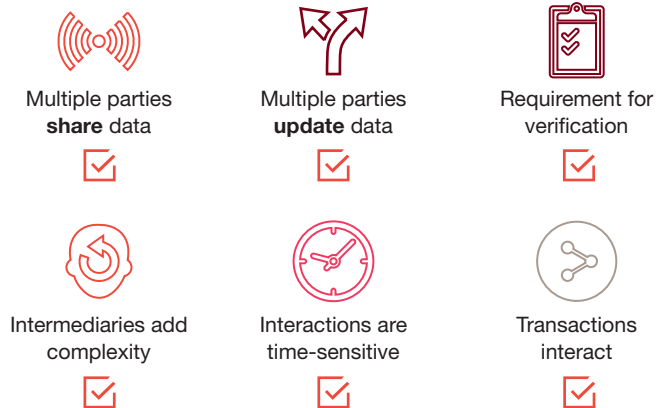 Multiple parties
share data
Multiple parties
update data
Requirement for
verification
Intermediaries add
complexity
Interactions are
time-sensitive
Transactions
interact